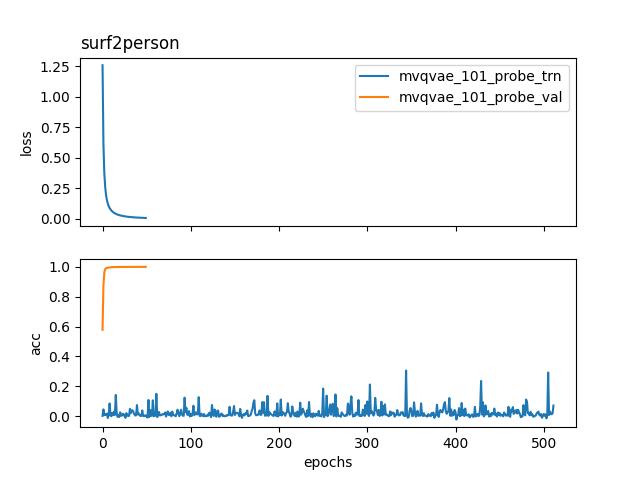 surf2person
1.25
1.00
0.75
0.50
0.25
0.00
loss
mvqvae_101_probe_trn
mvqvae_101_probe_val
1.0
0.8
0.6
0.4
0.2
0.0
acc
0 100 200 300 400 500
epochs